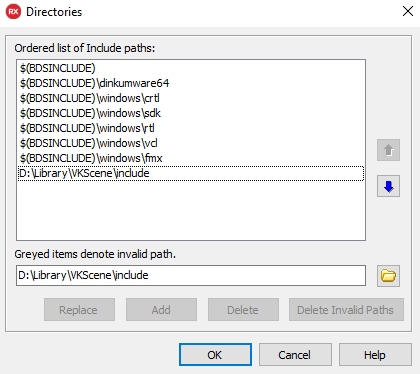 RX Directories
Ordered list of Include paths:
$(BDSINCLUDE)
$(BDSINCLUDE)\dinkumware64
$(BDSINCLUDE)\windows\crtl
$(BDSINCLUDE)\windows\sdk
$(BDSINCLUDE)\windows\rtl
$(BDSINCLUDE)\windows\vcl
$(BDSINCLUDE)\windows\fmx
D:\Library\VKScene\include
Greyed items denote invalid path.
D:\Library\VKScene\include
Replace Add Delete Delete Invalid Paths
OK Cancel Help